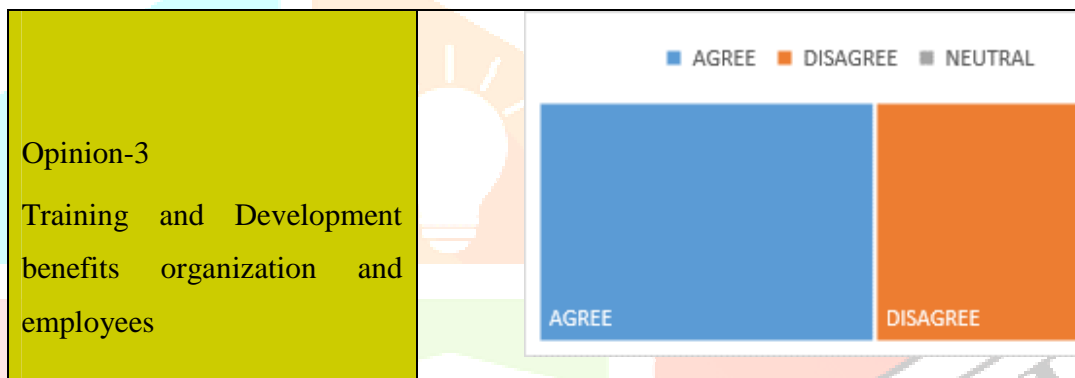 Opinion-3
Training and Development
benefits organization and
employees
AGREE DISAGREE NEUTRAL
AGREE
DISAGREE